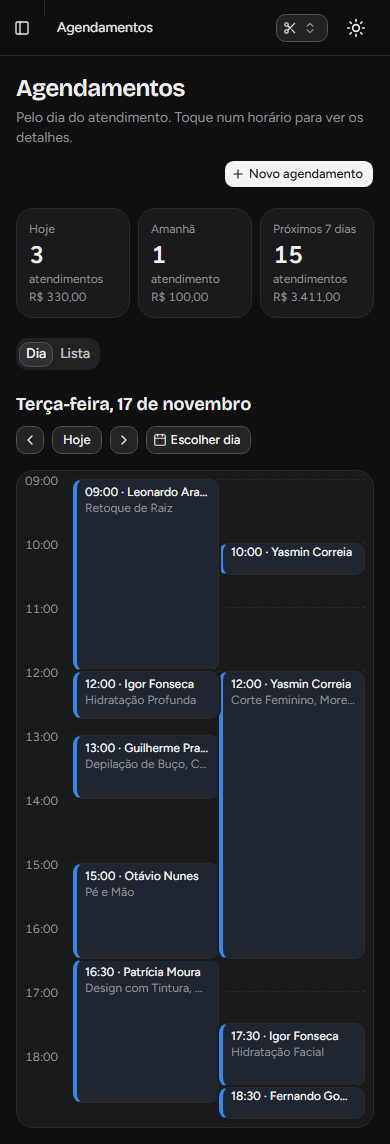 Agendamentos
Agendamentos
Pelo dia do atendimento. Toque num horário para ver os
detalhes.
+ Novo agendamento
Hoje
3
atendimentos
R$ 330,00
Amanhã
1
atendimento
R$ 100,00
Próximos 7 dias
15
atendimentos
R$ 3.411,00
Dia
Lista
Terça-feira, 17 de novembro
Hoje
Escolher dia
09:00
09:00 · Leonardo Ara...
Retoque de Raiz
10:00
10:00 · Yasmin Correia
11:00
12:00
12:00 · Igor Fonseca
Hidratação Profunda
12:00 · Yasmin Correia
Corte Feminino, More...
13:00
13:00 · Guilherme Pra...
Depilação de Buço, C...
14:00
15:00
15:00 · Otávio Nunes
Pé e Mão
16:00
16:30 · Patrícia Moura
Design com Tintura, ...
17:00
17:30 · Igor Fonseca
Hidratação Facial
18:00
18:30 · Fernando Go...